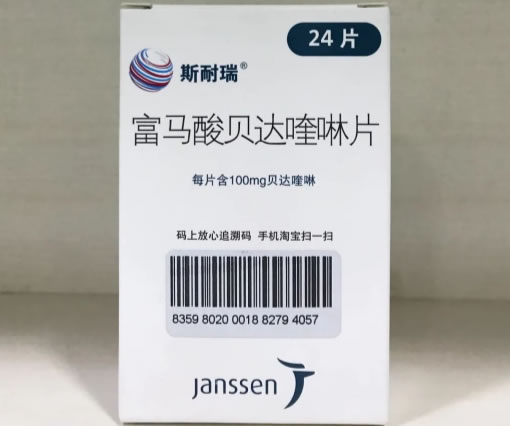 24 片
斯耐瑞®
富马酸贝达喹啉片
每片含100mg贝达喹啉
码上放心追溯码 手机淘宝扫一扫
8359 8020 0018 8279 4057
janssen